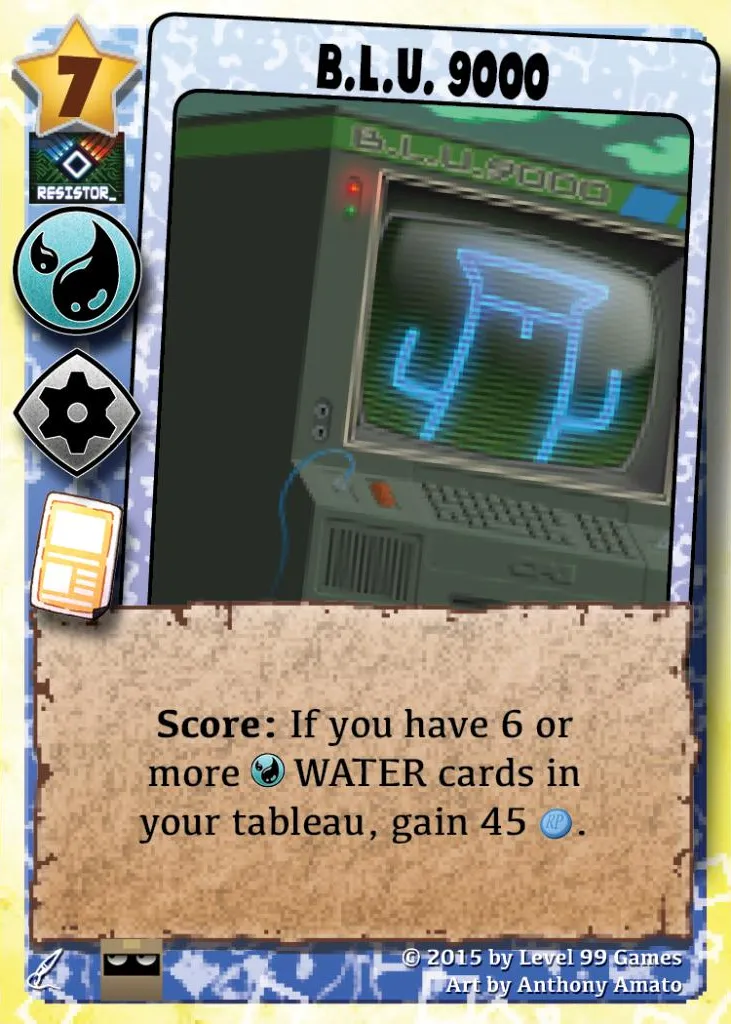 7
B.L.U. 9000
RESISTOR_
B.L.U.9000
Score: If you have 6 or
more WATER cards in
your tableau, gain 45 RP.
© 2015 by Level 99 Games
Art by Anthony Amato